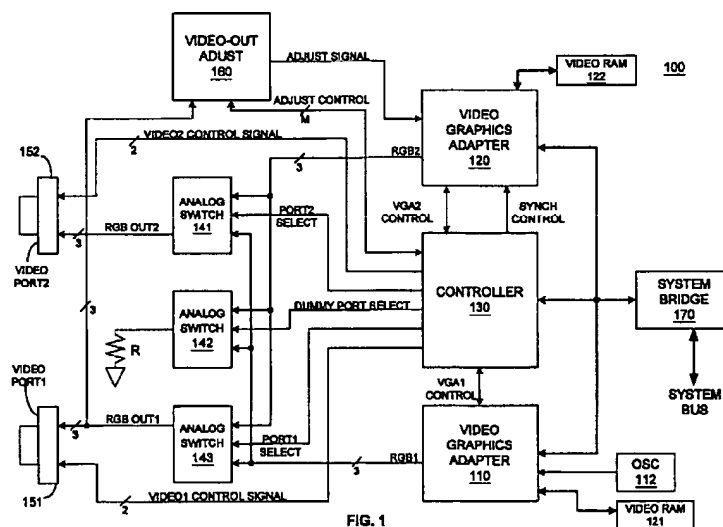 VIDEO-OUT
ADUST
160
ADJUST SIGNAL
VIDEO RAM
122
100
ADJUST CONTROL
M
VIDEO
GRAPHICS
ADAPTER
120
2
VIDEO2 CONTROL SIGNAL
RGB2
3
152
ANALOG
SWITCH
141
PORT2
SELECT
VGA2
CONTROL
SYNCH
CONTROL
RGB OUT2
3
VIDEO
PORT2
CONTROLLER
130
SYSTEM
BRIDGE
170
ANALOG
SWITCH
142
DUMMY PORT SELECT
R
3
SYSTEM
BUS
VIDEO
PORT1
VGA1
CONTROL
RGB OUT1
3
ANALOG
SWITCH
143
PORT1
SELECT
VIDEO
GRAPHICS
ADAPTER
110
3
RGB1
OSC
112
151
2
VIDEO1 CONTROL SIGNAL
VIDEO RAM
121
FIG. 1